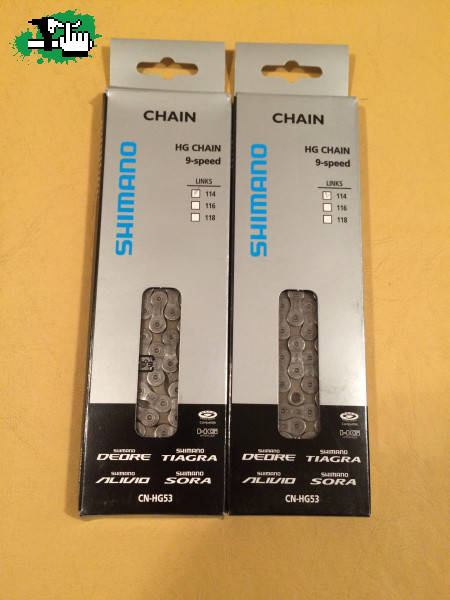 CHAIN
SHIMANO
HG CHAIN
9-speed
LINKS
114
116
118
Compatible
SHIMANO
DEORE
SHIMANO
TIAGRA
SHIMANO
ALIVIO
SHIMANO
SORA
CN-HG53
CHAIN
SHIMANO
HG CHAIN
9-speed
LINKS
114
116
118
Compatible
SHIMANO
DEORE
SHIMANO
TIAGRA
SHIMANO
ALIVIO
SHIMANO
SORA
CN-HG53